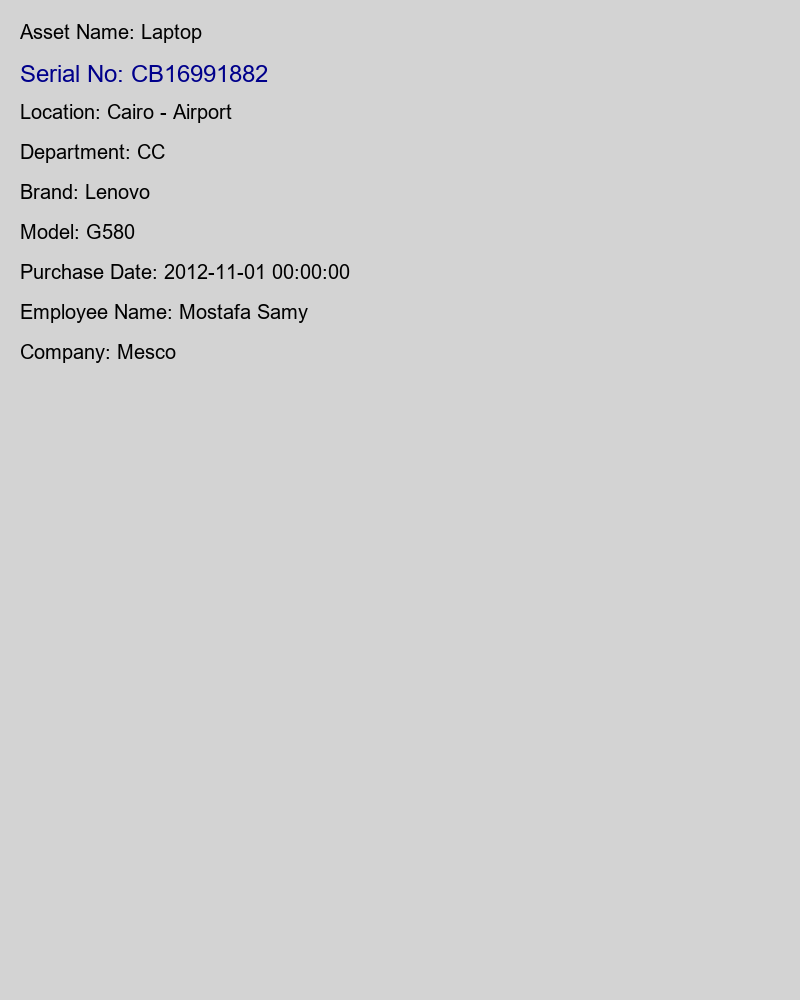 Asset Name: Laptop
Serial No: CB16991882
Location: Cairo - Airport
Department: CC
Brand: Lenovo
Model: G580
Purchase Date: 2012-11-01 00:00:00
Employee Name: Mostafa Samy
Company: Mesco